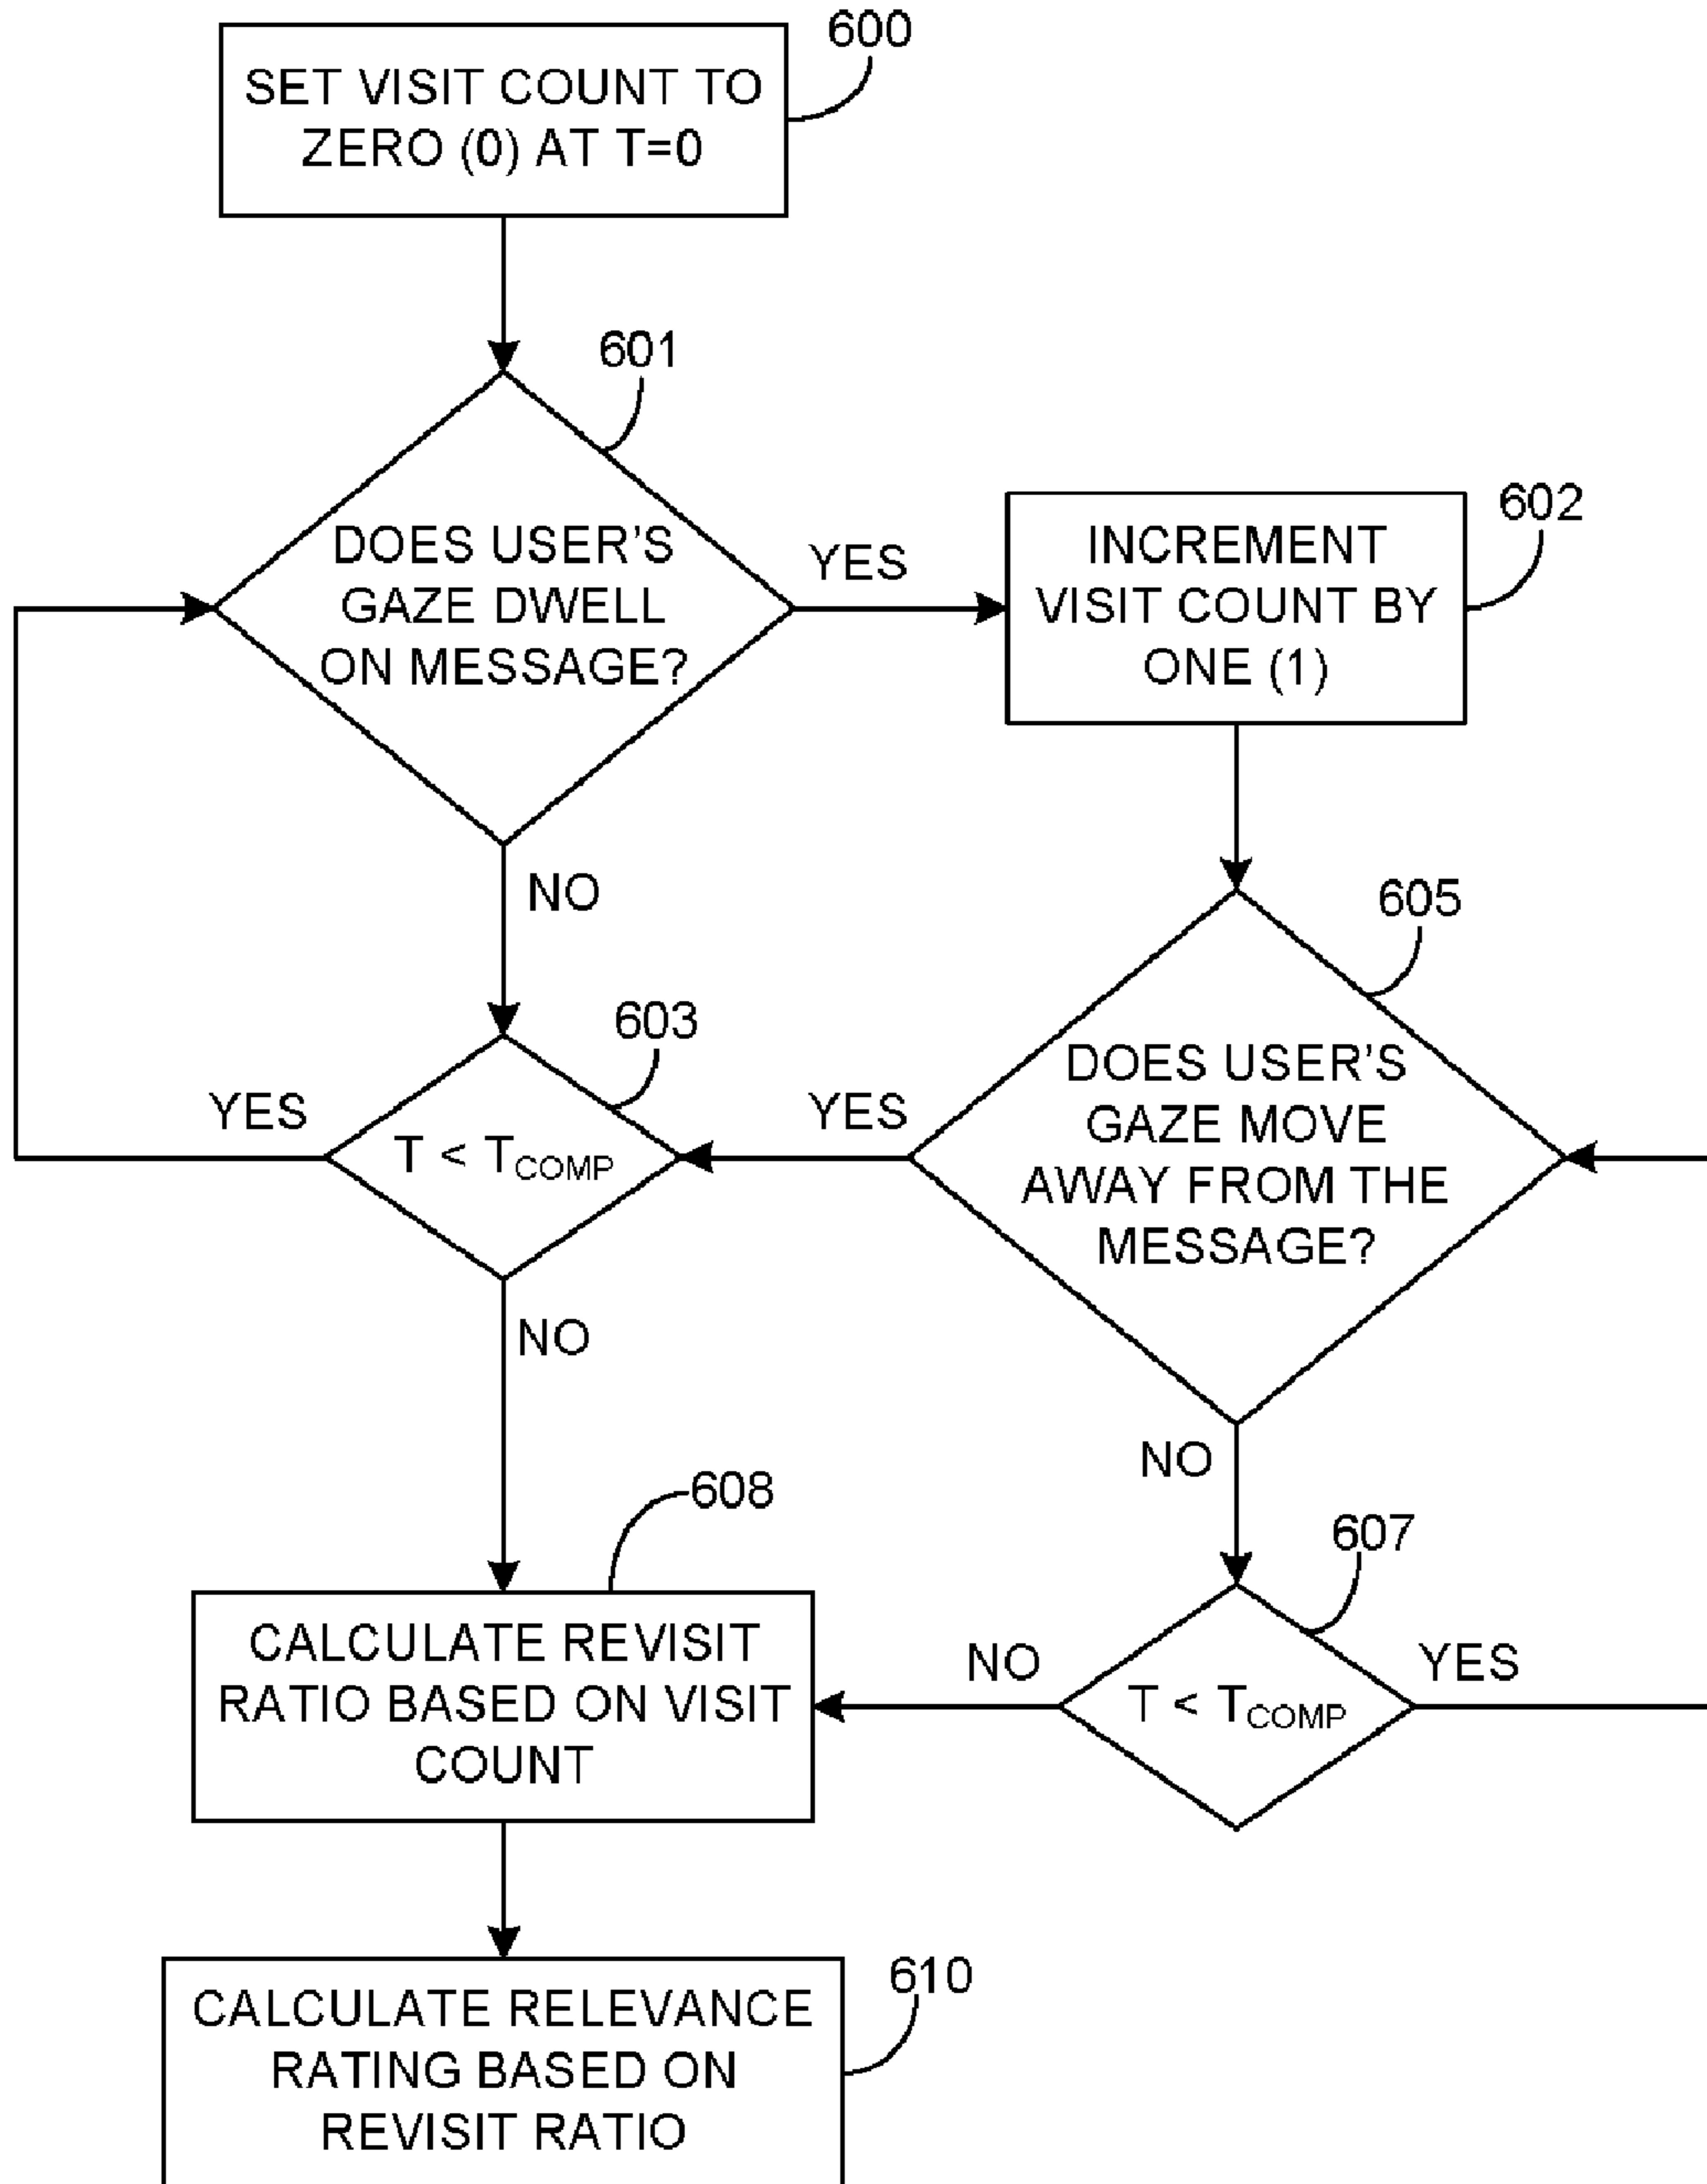 600
SET VISIT COUNT TO
ZERO (0) AT T=0
601
DOES USER'S
GAZE DWELL
ON MESSAGE?
YES
602
INCREMENT
VISIT COUNT BY
ONE (1)
NO
605
DOES USER'S
GAZE MOVE
AWAY FROM THE
MESSAGE?
YES
603
T < TCOMP
YES
NO
NO
607
T < TCOMP
YES
NO
608
CALCULATE REVISIT
RATIO BASED ON VISIT
COUNT
610
CALCULATE RELEVANCE
RATING BASED ON
REVISIT RATIO